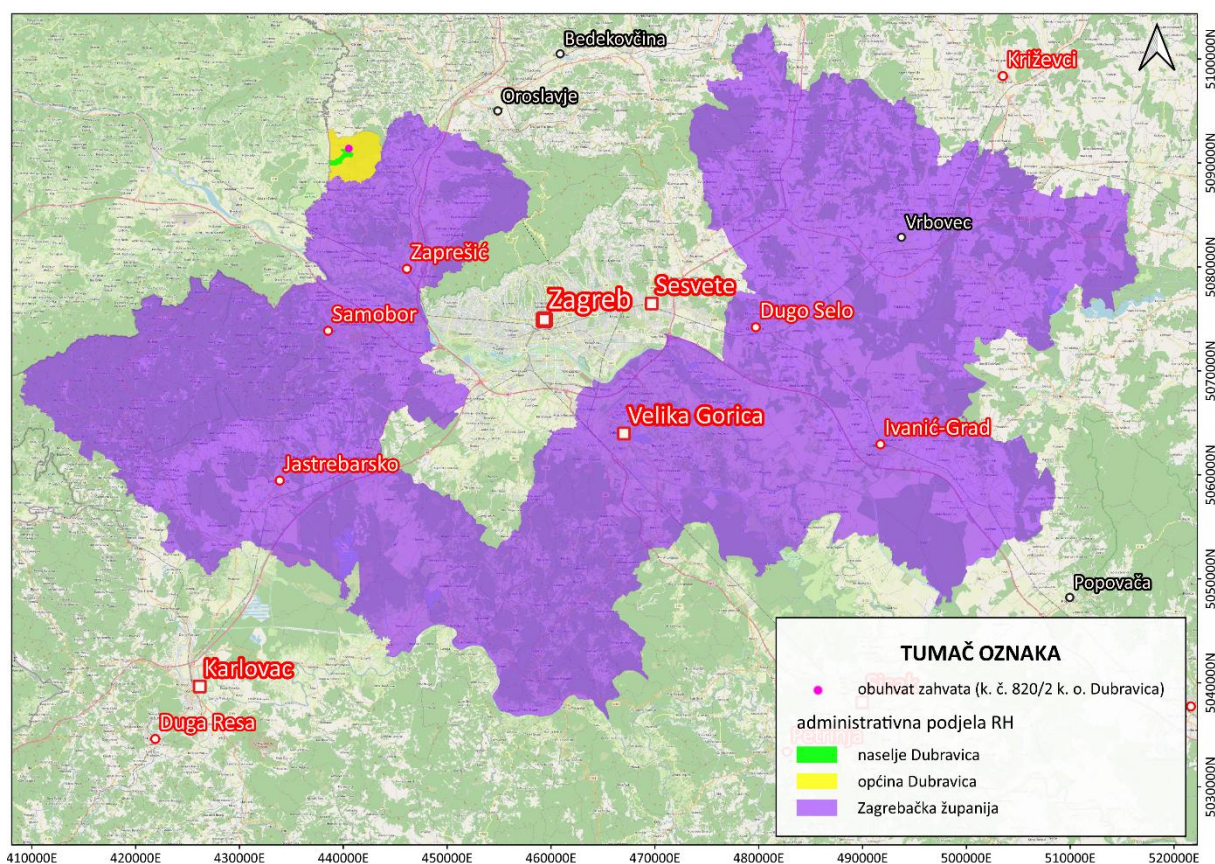 Bedekovčina
Križevci
Oroslavje
Vrbovec
Zaprešić
Sesvete
Zagreb
Samobor
Dugo Selo
Velika Gorica
Ivanić-Grad
Jastrebarsko
Popovača
Karlovac
Duga Resa
TUMAČ OZNAKA
obuhvat zahvata (k. č. 820/2 k. o. Dubravica)
administrativna podjela RH
Petrinja
naselje Dubravica
općina Dubravica
Zagrebačka županija
5100000N
5090000N
5080000N
5070000N
5060000N
5050000N
5040000N
5030000N
410000E 420000E 430000E 440000E 450000E 460000E 470000E 480000E 490000E 500000E 510000E 520000